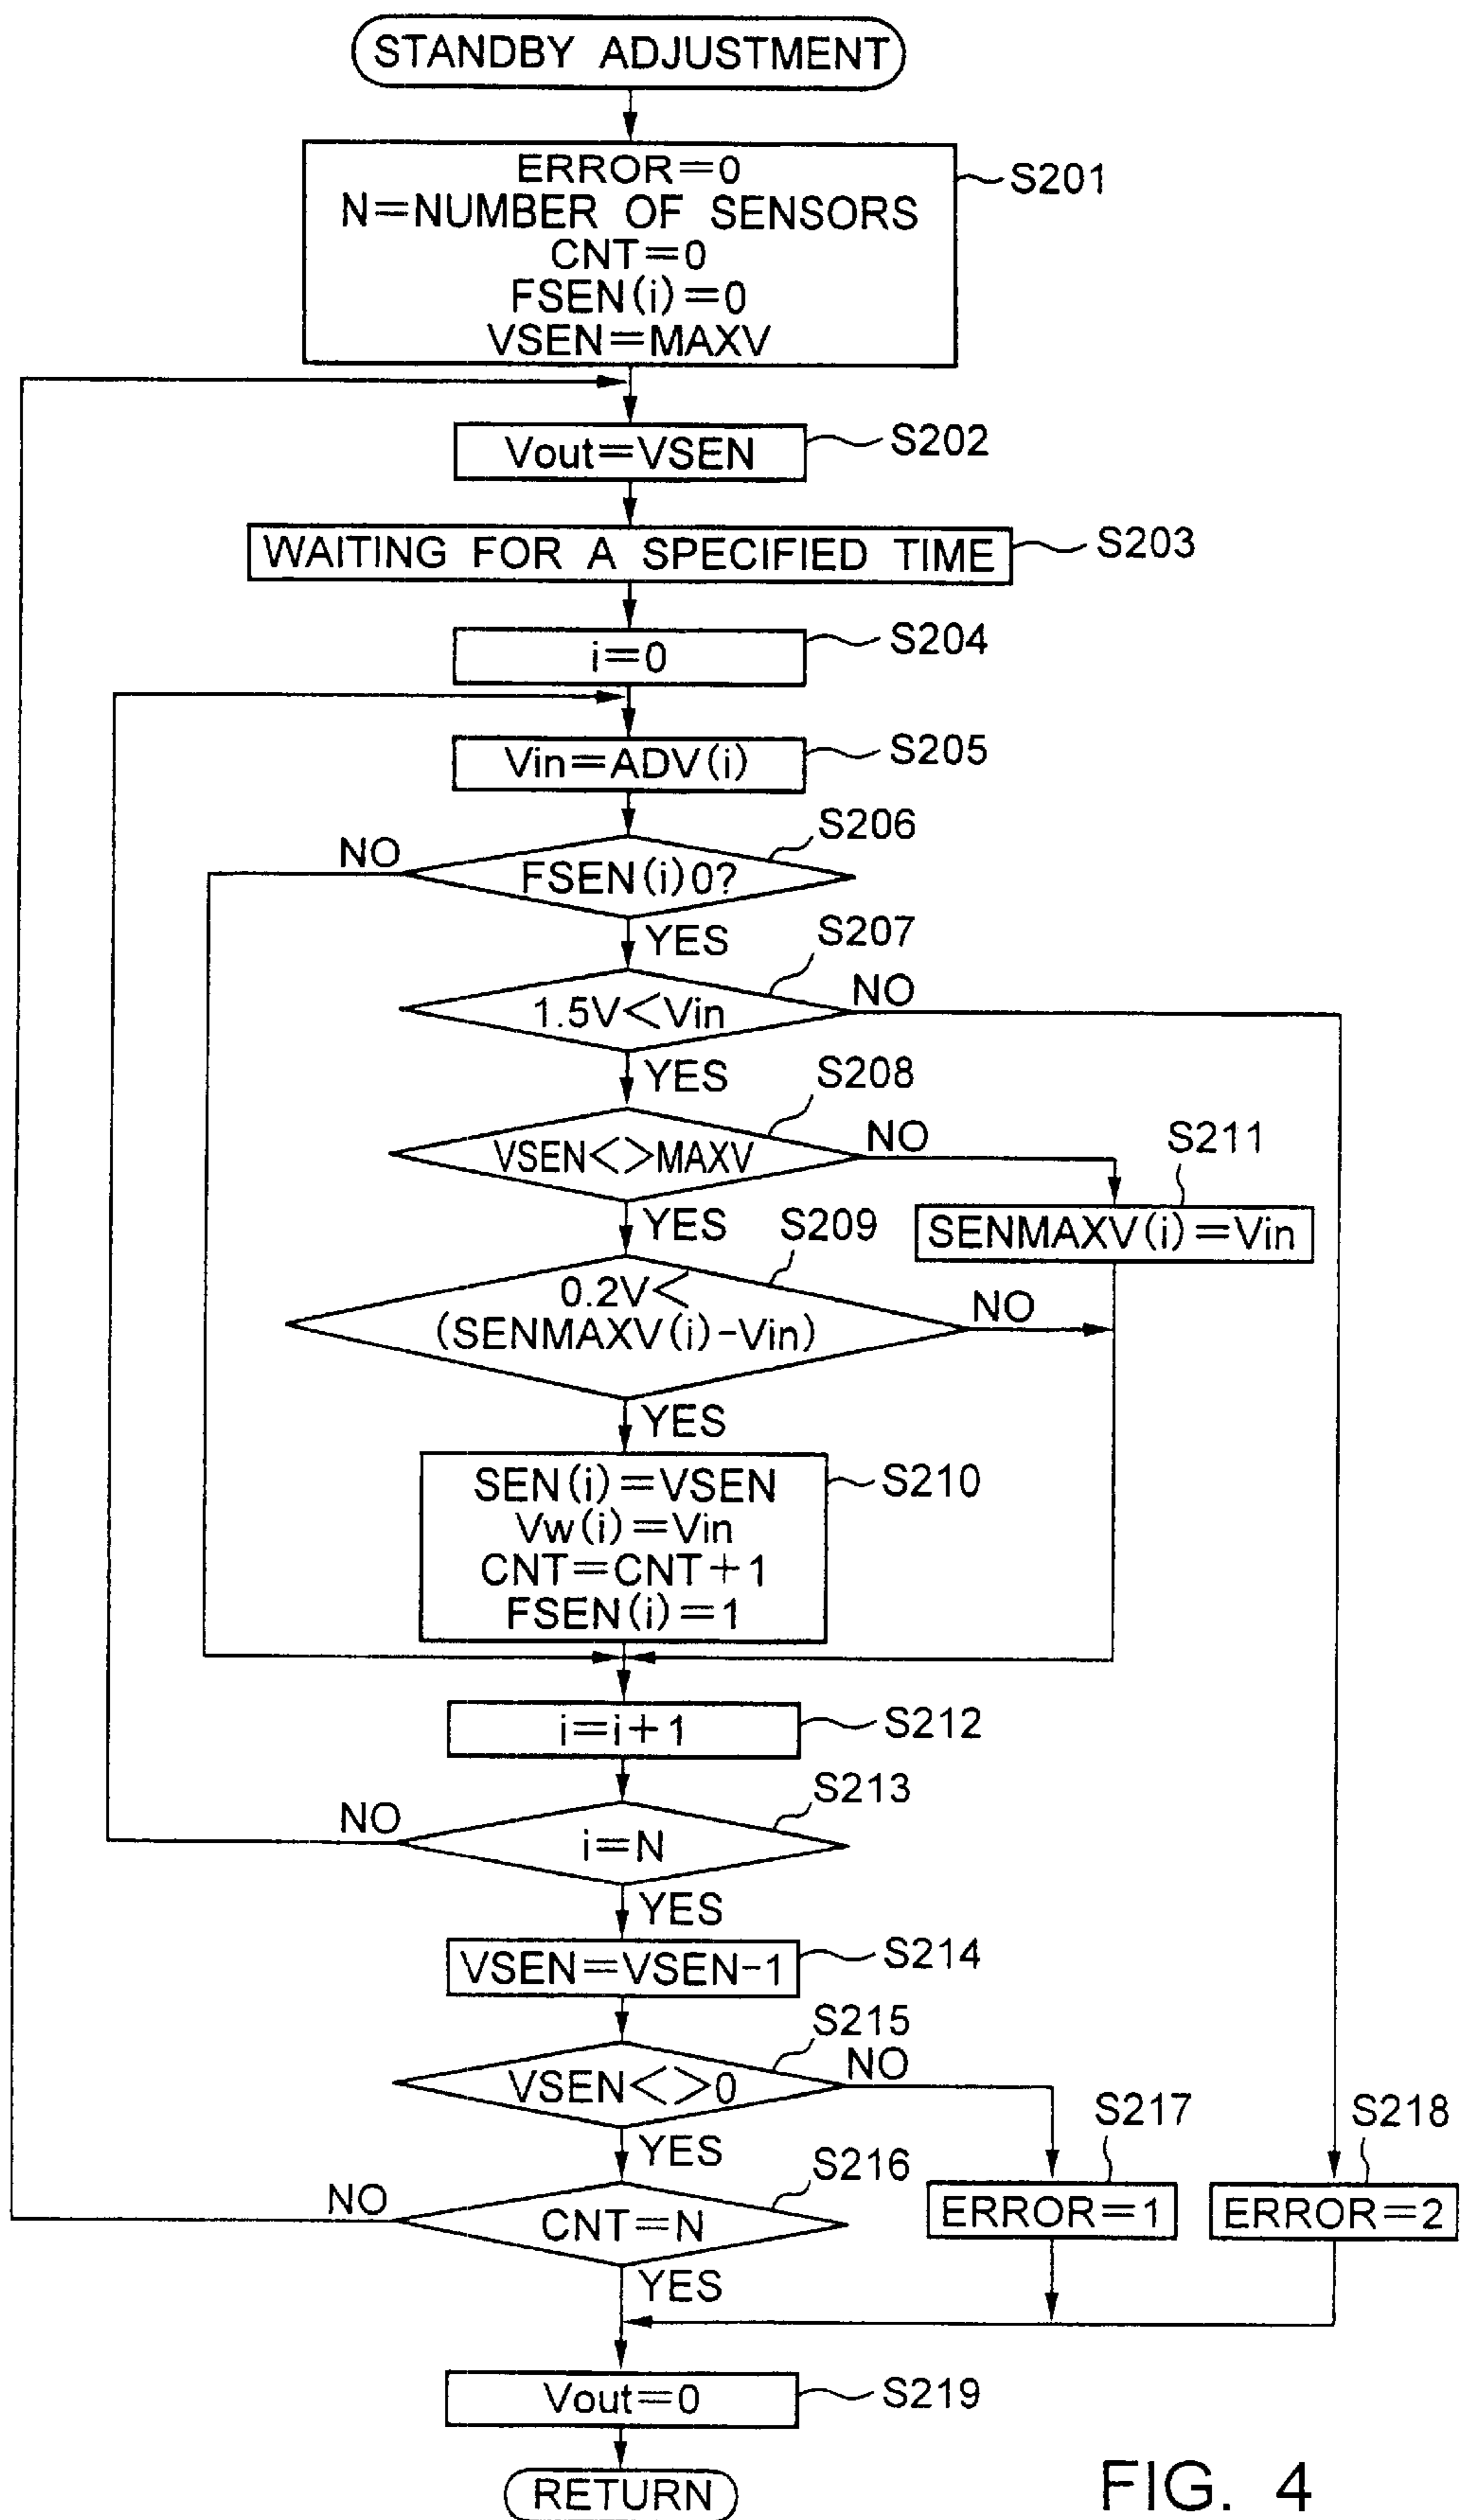 STANDBY ADJUSTMENT
ERROR=0
N=NUMBER OF SENSORS
CNT=0
FSEN(i)=0
VSEN=MAXV
S201
Vout=VSEN
S202
WAITING FOR A SPECIFIED TIME
S203
i=0
S204
Vin=ADV(i)
S205
S206
NO
FSEN(i)0?
YES
S207
1.5V<Vin
NO
YES
S208
VSEN<>MAXV
NO
S211
SENMAXV(i)=Vin
YES
S209
0.2V<
(SENMAXV(i)-Vin)
NO
YES
SEN(i)=VSEN
Vw(i)=Vin
CNT=CNT+1
FSEN(i)=1
S210
i=i+1
S212
S213
NO
i=N
YES
VSEN=VSEN-1
S214
S215
VSEN<>0
NO
YES
S216
NO
CNT=N
S217
ERROR=1
S218
ERROR=2
YES
Vout=0
S219
RETURN
FIG. 4